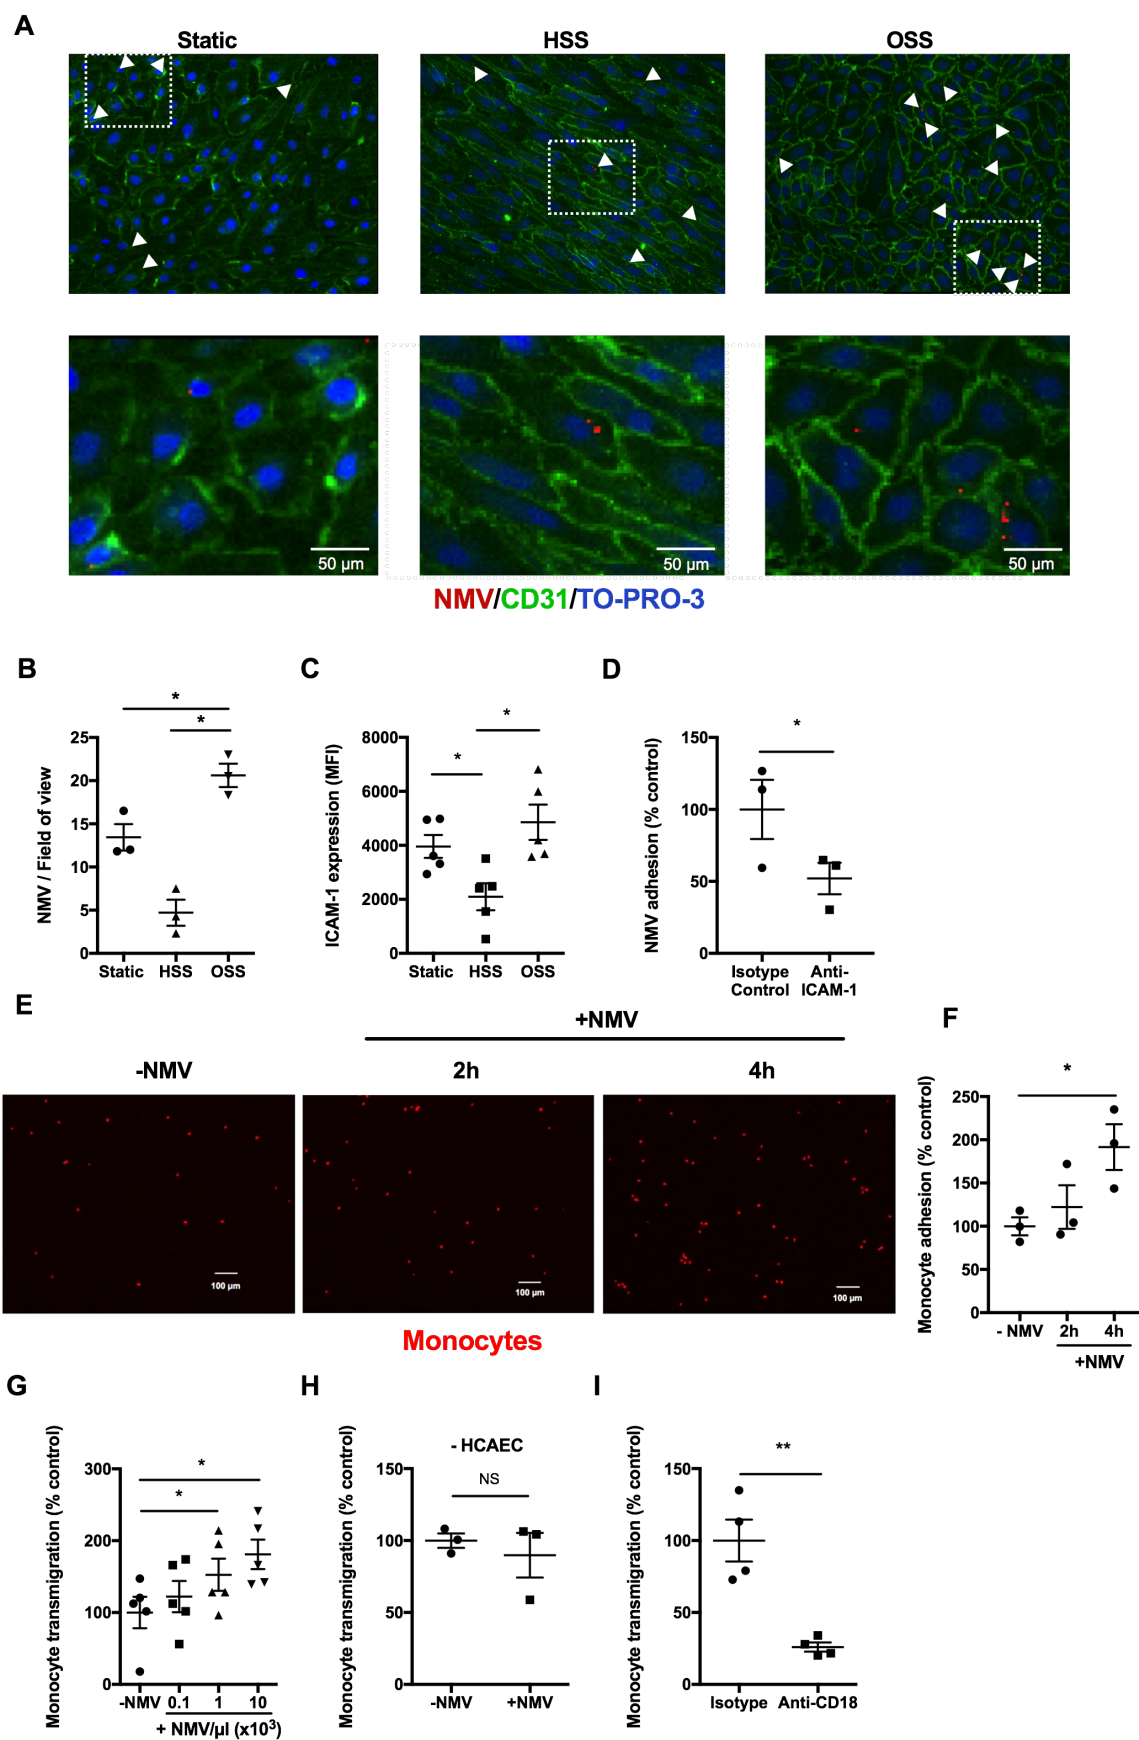 A
Static
HSS
OSS
50 µm
50 µm
50 µm
NMV/CD31/TO-PRO-3
B
*
*
NMV / Field of view
25
20
15
10
5
0
Static
HSS
OSS
C
*
*
ICAM-1 expression (MFI)
8000
6000
4000
2000
0
Static
HSS
OSS
D
*
NMV adhesion (% control)
150
100
50
0
Isotype Control
Anti-ICAM-1
E
+NMV
-NMV
2h
4h
100 µm
100 µm
100 µm
Monocytes
F
*
Monocyte adhesion (% control)
250
200
150
100
50
0
- NMV
2h
4h
+NMV
G
*
*
Monocyte transmigration (% control)
300
200
100
0
-NMV
0.1
1
10
+ NMV/µl (x10³)
H
- HCAEC
NS
Monocyte transmigration (% control)
150
100
50
0
-NMV
+NMV
I
**
Monocyte transmigration (% control)
150
100
50
0
Isotype
Anti-CD18